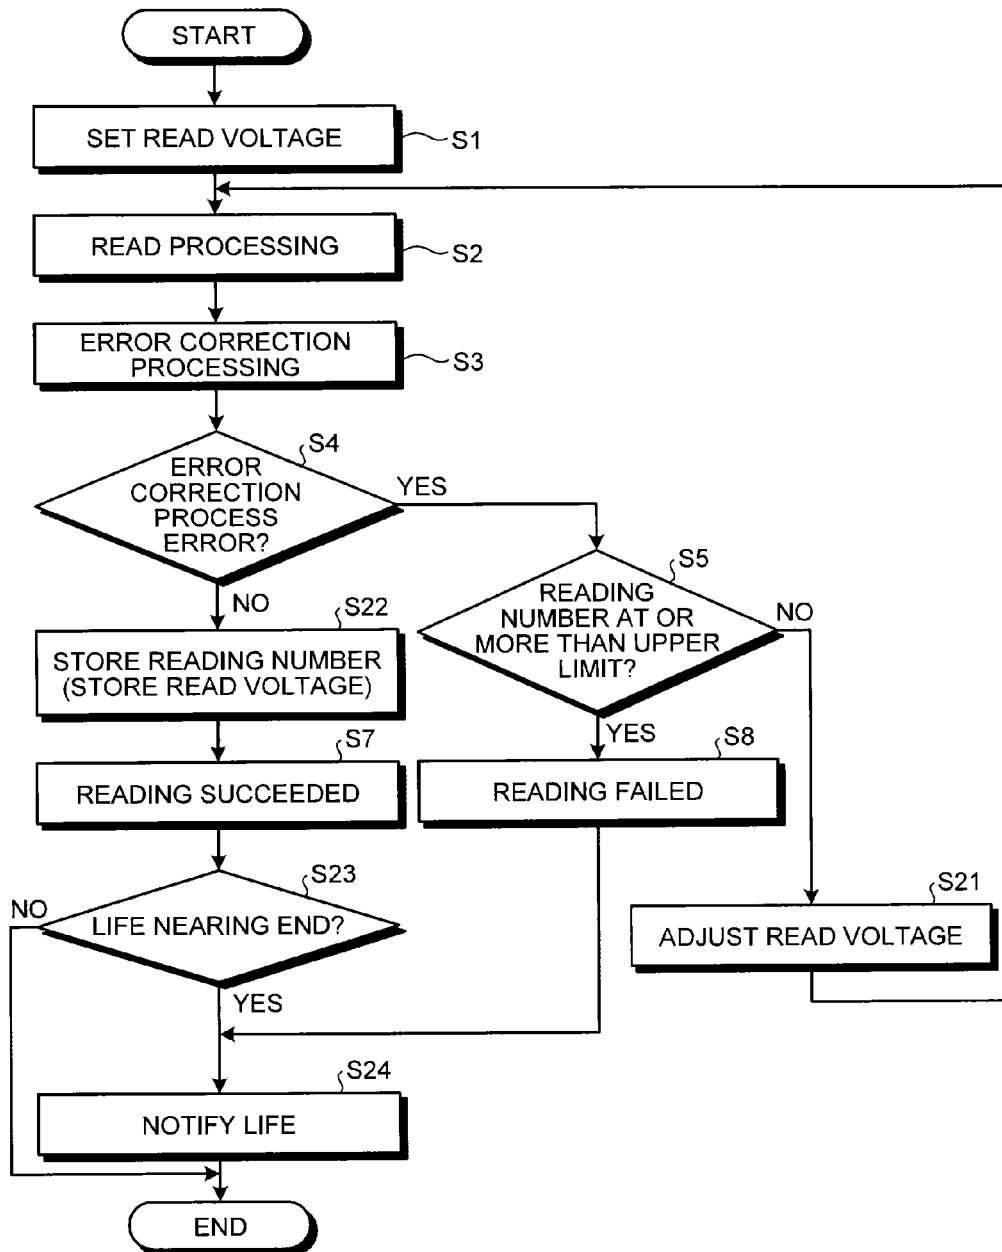 START
SET READ VOLTAGE
S1
READ PROCESSING
S2
ERROR CORRECTION
PROCESSING
S3
S4
ERROR
CORRECTION
PROCESS
ERROR?
YES
NO
S5
READING
NUMBER AT OR
MORE THAN UPPER
LIMIT?
NO
YES
S22
STORE READING NUMBER
(STORE READ VOLTAGE)
S7
READING SUCCEEDED
S8
READING FAILED
S23
LIFE NEARING END?
NO
YES
S21
ADJUST READ VOLTAGE
S24
NOTIFY LIFE
END